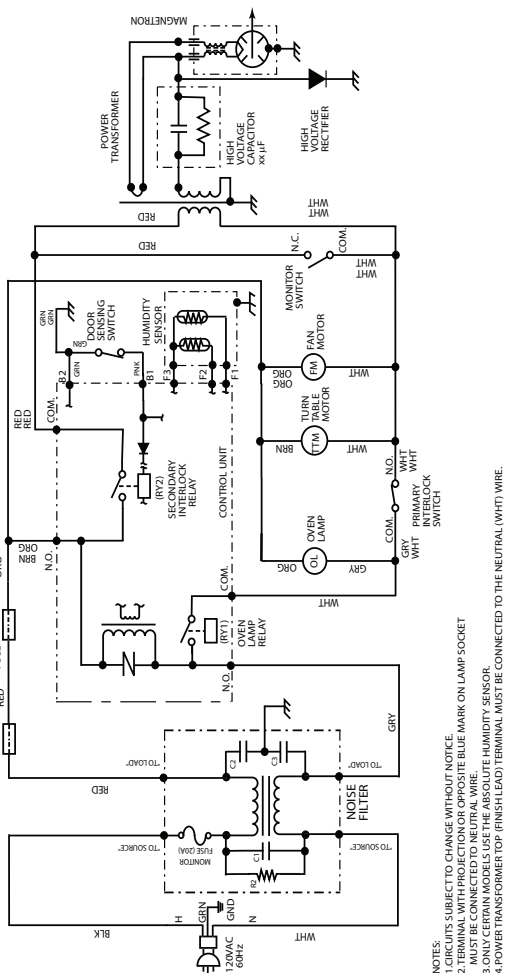 MAGNETRON
POWER
TRANSFORMER
HIGH
VOLTAGE
CAPACITOR
xx µF
HIGH
VOLTAGE
RECTIFIER
RED
RED
WHT
WHT
N.C.
COM.
MONITOR
SWITCH
WHT
WHT
GRN
GRN
DOOR
SENSING
SWITCH
GRN
GRN
B2
PNK
B1
HUMIDITY
SENSOR
F3
F2
F1
RED
RED
COM.
(RY2)
SECONDARY
INTERLOCK
RELAY
CONTROL UNIT
ORG
ORG
FAN
MOTOR
FM
WHT
BRN
TURN
TABLE
MOTOR
TTM
WHT
N.O.
WHT
WHT
PRIMARY
INTERLOCK
SWITCH
COM.
GRY
WHT
ORG
OVEN
LAMP
OL
GRY
ORG
BRN
N.O.
COM.
WHT
(RY1)
OVEN
LAMP
RELAY
N.O.
RED
GRY
RED
"TO LOAD"
"TO LOAD"
C2
C3
NOISE
FILTER
MONITOR
FUSE (20A)
C1
R2
"TO SOURCE"
"TO SOURCE"
BLK
WHT
H
GRN
GND
N
120VAC
60Hz
NOTES:
1.CIRCUITS SUBJECT TO CHANGE WITHOUT NOTICE.
2. TERMINAL WITH PROJECTION OR OPPOSITE BLUE MARK ON LAMP SOCKET
MUST BE CONNECTED TO NEUTRAL WIRE.
3.ONLY CERTAIN MODELS USE THE ABSOLUTE HUMIDITY SENSOR.
4.POWER TRANSFORMER TOP (FINISH LEAD) TERMINAL MUST BE CONNECTED TO THE NEUTRAL (WHT) WIRE.